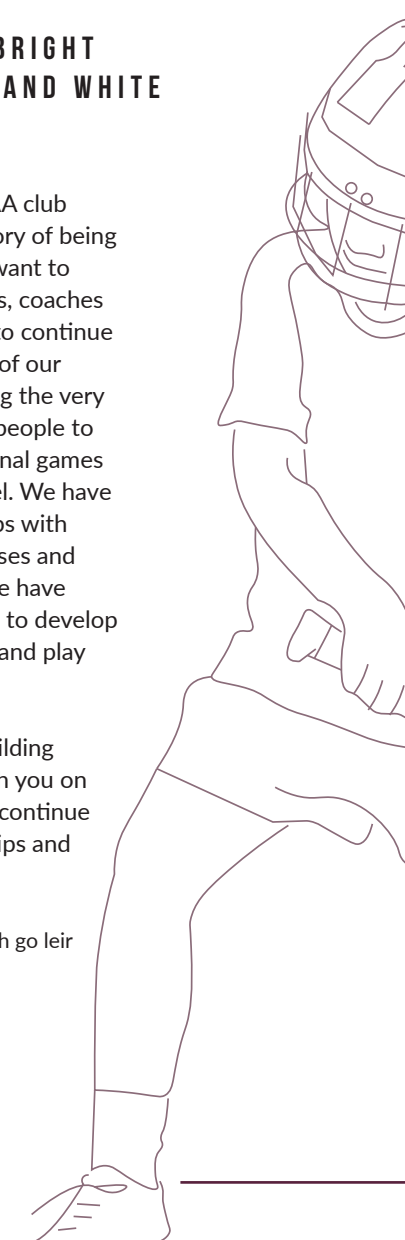 BRIGHT
AND WHITE
A club
ory of being
want to
s, coaches
to continue
of our
g the very
people to
nal games
el. We have
ps with
ses and
e have
to develop
and play
ilding
h you on
continue
ips and
h go leir